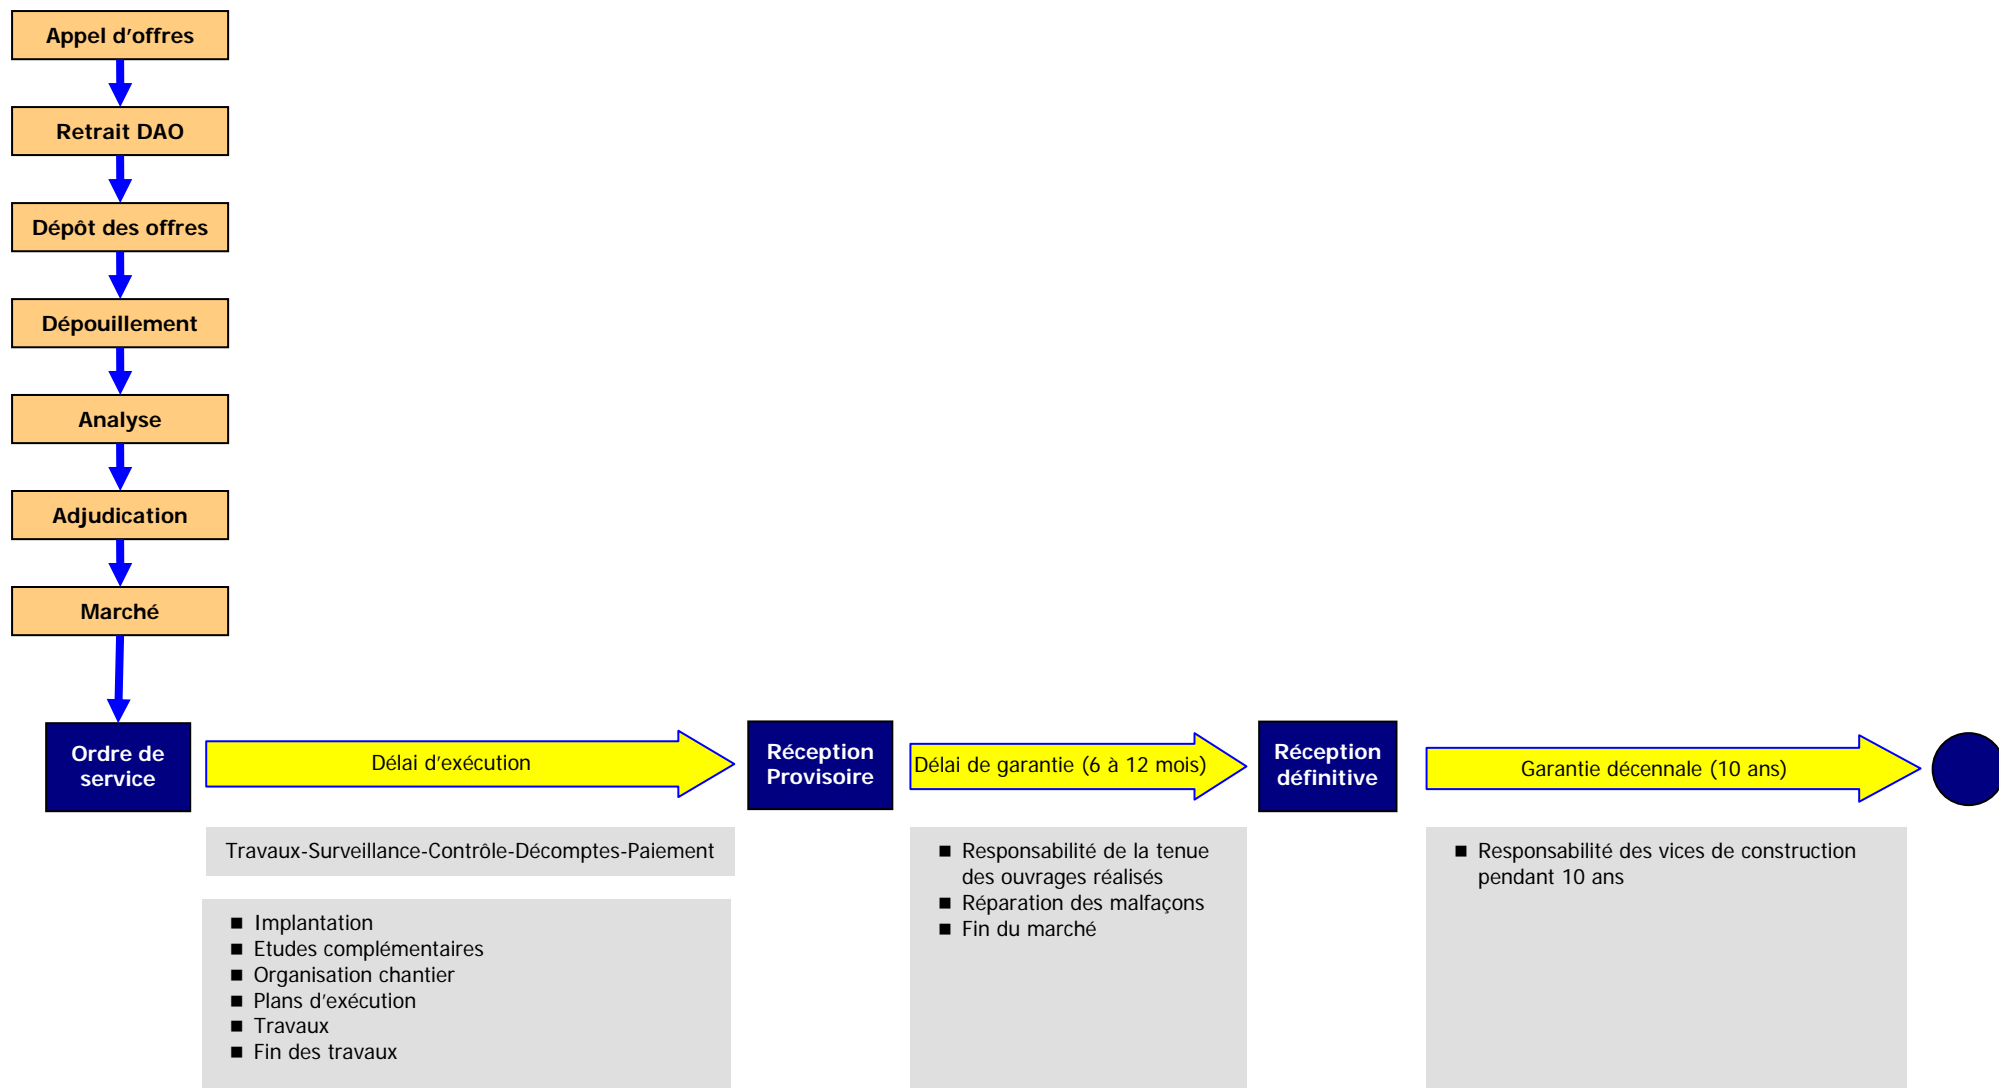 Appel d’offres
Retrait DAO
Dépôt des offres
Dépouillement
Analyse
Adjudication
Marché
Ordre de
service
Délai d’exécution
Réception
Provisoire
Délai de garantie (6 à 12 mois)
Réception
définitive
Garantie décennale (10 ans)
Travaux-Surveillance-Contrôle-Décomptes-Paiement
■ Implantation
■ Etudes complémentaires
■ Organisation chantier
■ Plans d’exécution
■ Travaux
■ Fin des travaux
■ Responsabilité de la tenue
des ouvrages réalisés
■ Réparation des malfaçons
■ Fin du marché
■ Responsabilité des vices de construction
pendant 10 ans